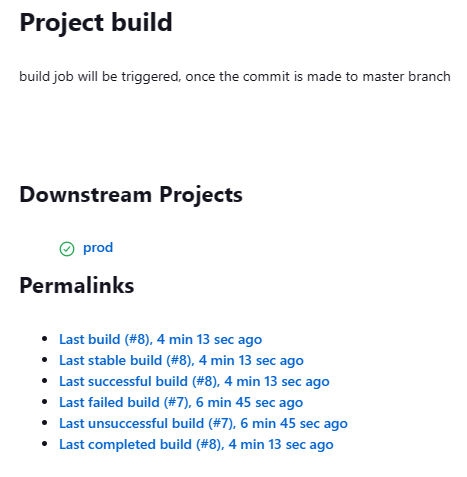 Project build
build job will be triggered, once the commit is made to master branch
Downstream Projects
prod
Permalinks
Last build (#8), 4 min 13 sec ago
Last stable build (#8), 4 min 13 sec ago
Last successful build (#8), 4 min 13 sec ago
Last failed build (#7), 6 min 45 sec ago
Last unsuccessful build (#7), 6 min 45 sec ago
Last completed build (#8), 4 min 13 sec ago